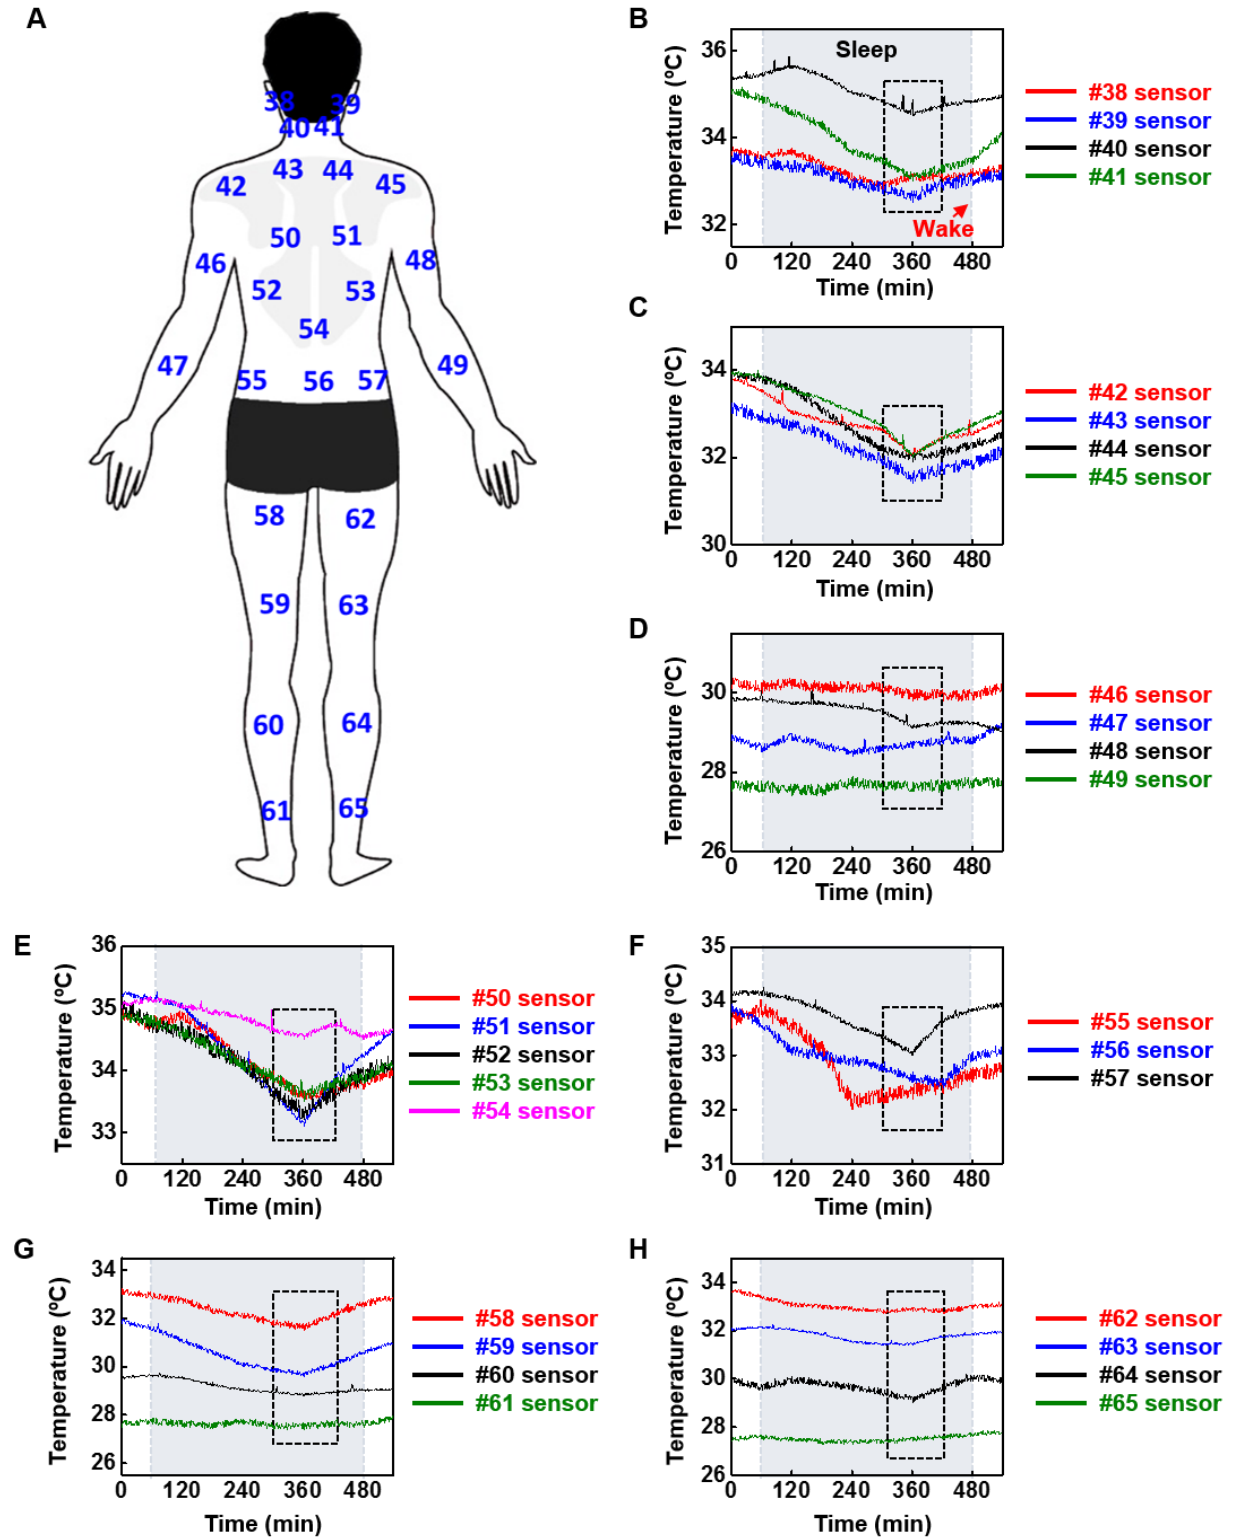 A
38
39
40
41
42
43
44
45
46
50
51
48
52
53
54
47
49
55
56
57
58
62
59
63
60
64
61
65
B
Temperature (ºC)
36
34
32
Sleep
Wake
0 120 240 360 480
Time (min)
#38 sensor
#39 sensor
#40 sensor
#41 sensor
C
Temperature (ºC)
34
32
30
0 120 240 360 480
Time (min)
#42 sensor
#43 sensor
#44 sensor
#45 sensor
D
Temperature (ºC)
30
28
26
0 120 240 360 480
Time (min)
#46 sensor
#47 sensor
#48 sensor
#49 sensor
E
Temperature (ºC)
36
35
34
33
0 120 240 360 480
Time (min)
#50 sensor
#51 sensor
#52 sensor
#53 sensor
#54 sensor
F
Temperature (ºC)
35
34
33
32
31
0 120 240 360 480
Time (min)
#55 sensor
#56 sensor
#57 sensor
G
Temperature (ºC)
34
32
30
28
26
0 120 240 360 480
Time (min)
#58 sensor
#59 sensor
#60 sensor
#61 sensor
H
Temperature (ºC)
34
32
30
28
26
0 120 240 360 480
Time (min)
#62 sensor
#63 sensor
#64 sensor
#65 sensor